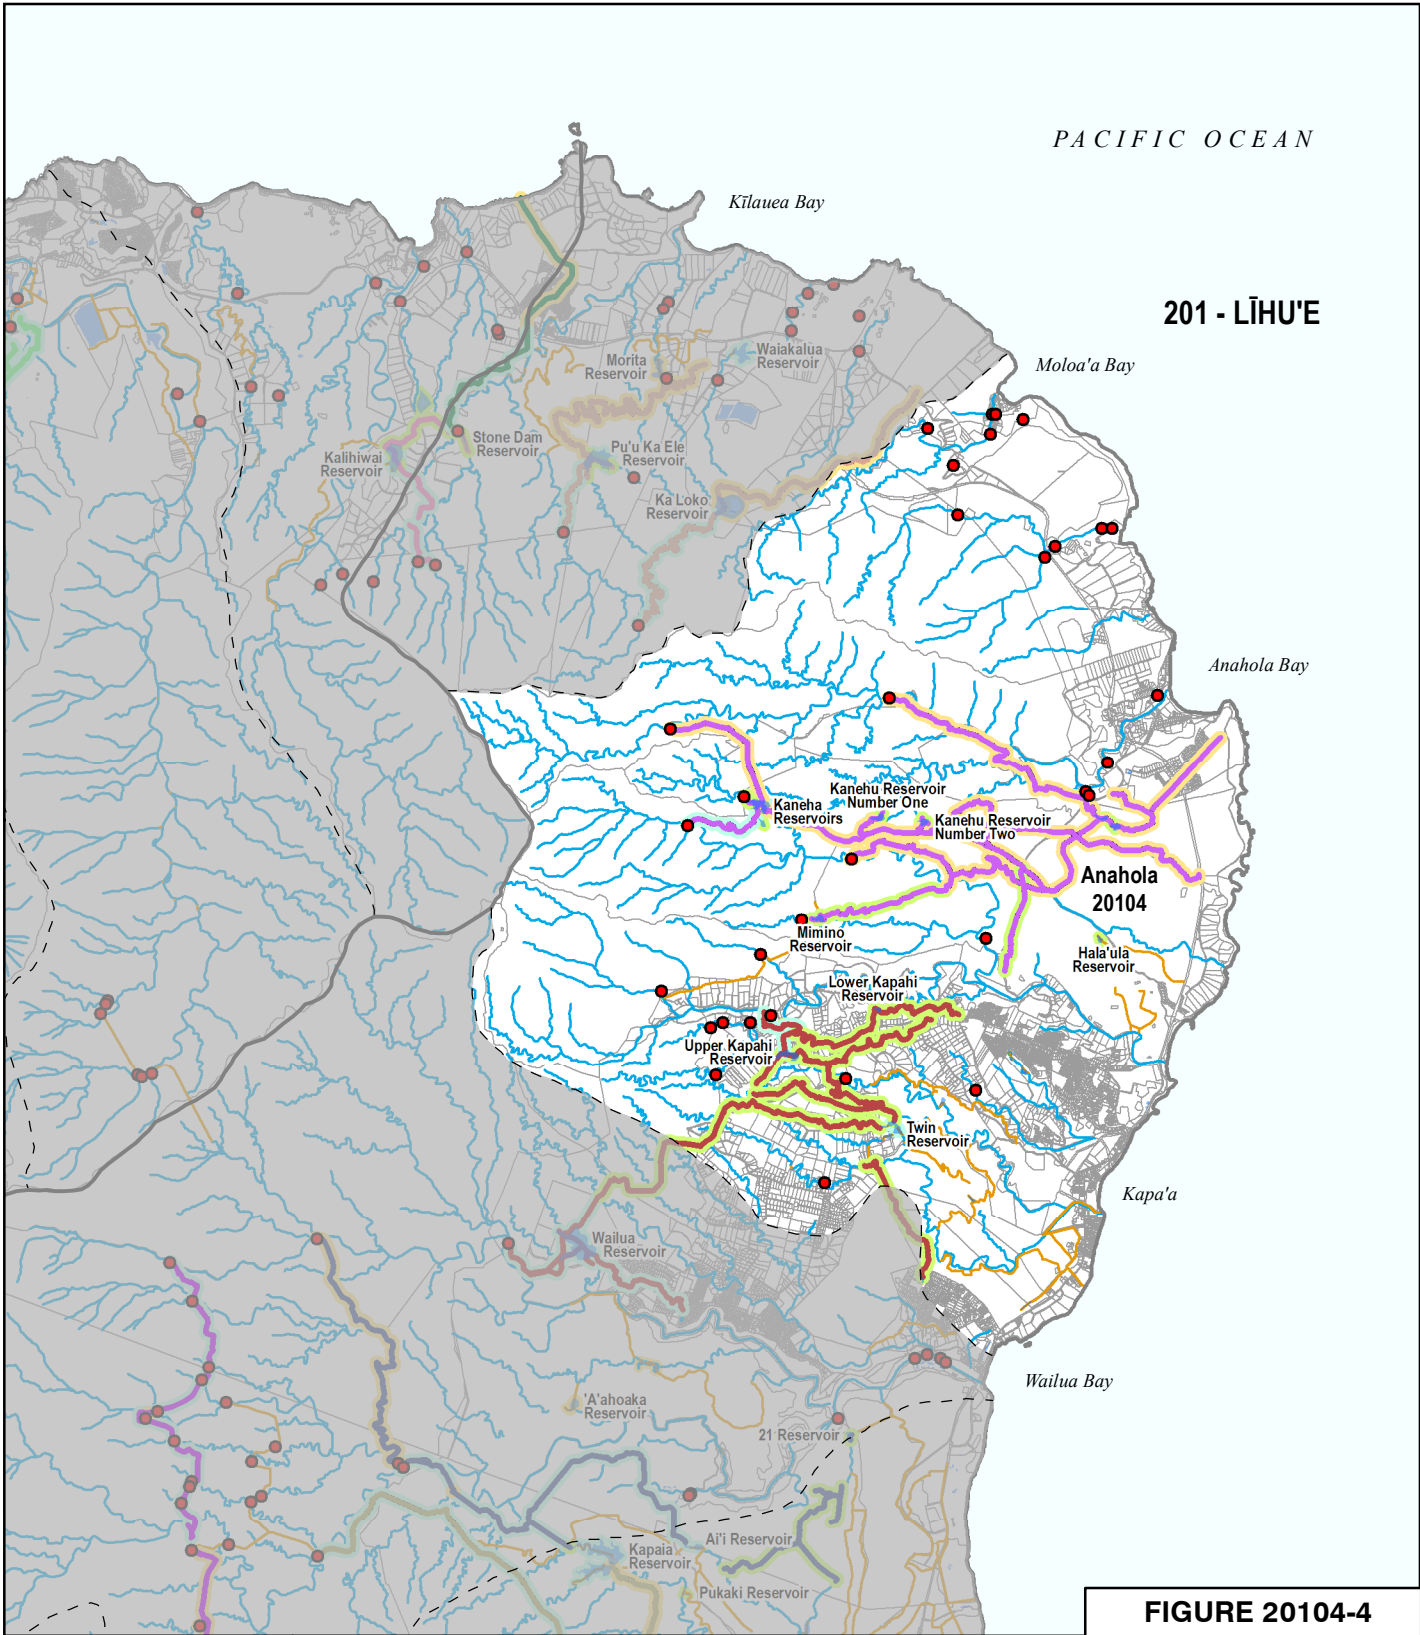 PACIFIC OCEAN
Kīlauea Bay
201 - LĪHU'E
Moloa'a Bay
Morita
Reservoir
Waiakalua
Reservoir
Stone Dam
Reservoir
Kalihiwai
Reservoir
Pu'u Ka Ele
Reservoir
Ka Loko
Reservoir
Anahola Bay
Kaneha
Reservoirs
Kanehu Reservoir
Number One
Kanehu Reservoir
Number Two
Anahola
20104
Mimino
Reservoir
Hala'ula
Reservoir
Lower Kapahi
Reservoir
Upper Kapahi
Reservoir
Twin
Reservoir
Kapa'a
Wailua
Reservoir
Wailua Bay
'A'ahoaka
Reservoir
21 Reservoir
Ai'i Reservoir
Kapaia
Reservoir
Pukaki Reservoir
FIGURE 20104-4